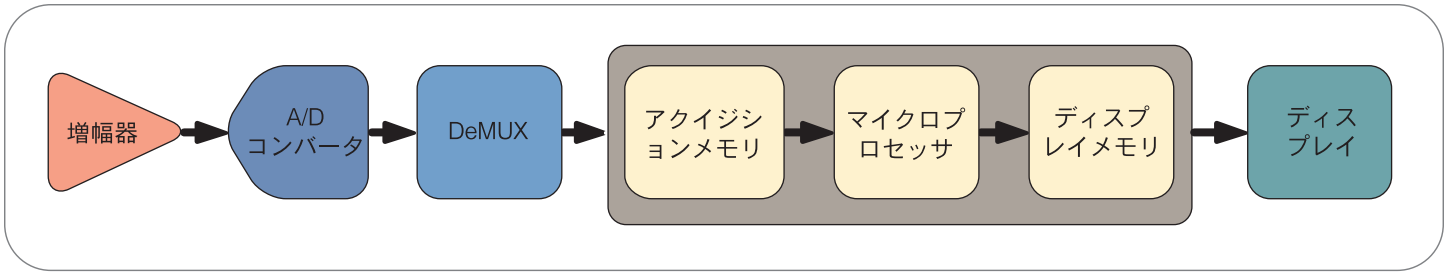 増幅器
A/D
コンバータ
DeMUX
アクイジシ
ョンメモリ
マイクロプ
ロセッサ
ディスプ
レイメモリ
ディス
プレイ